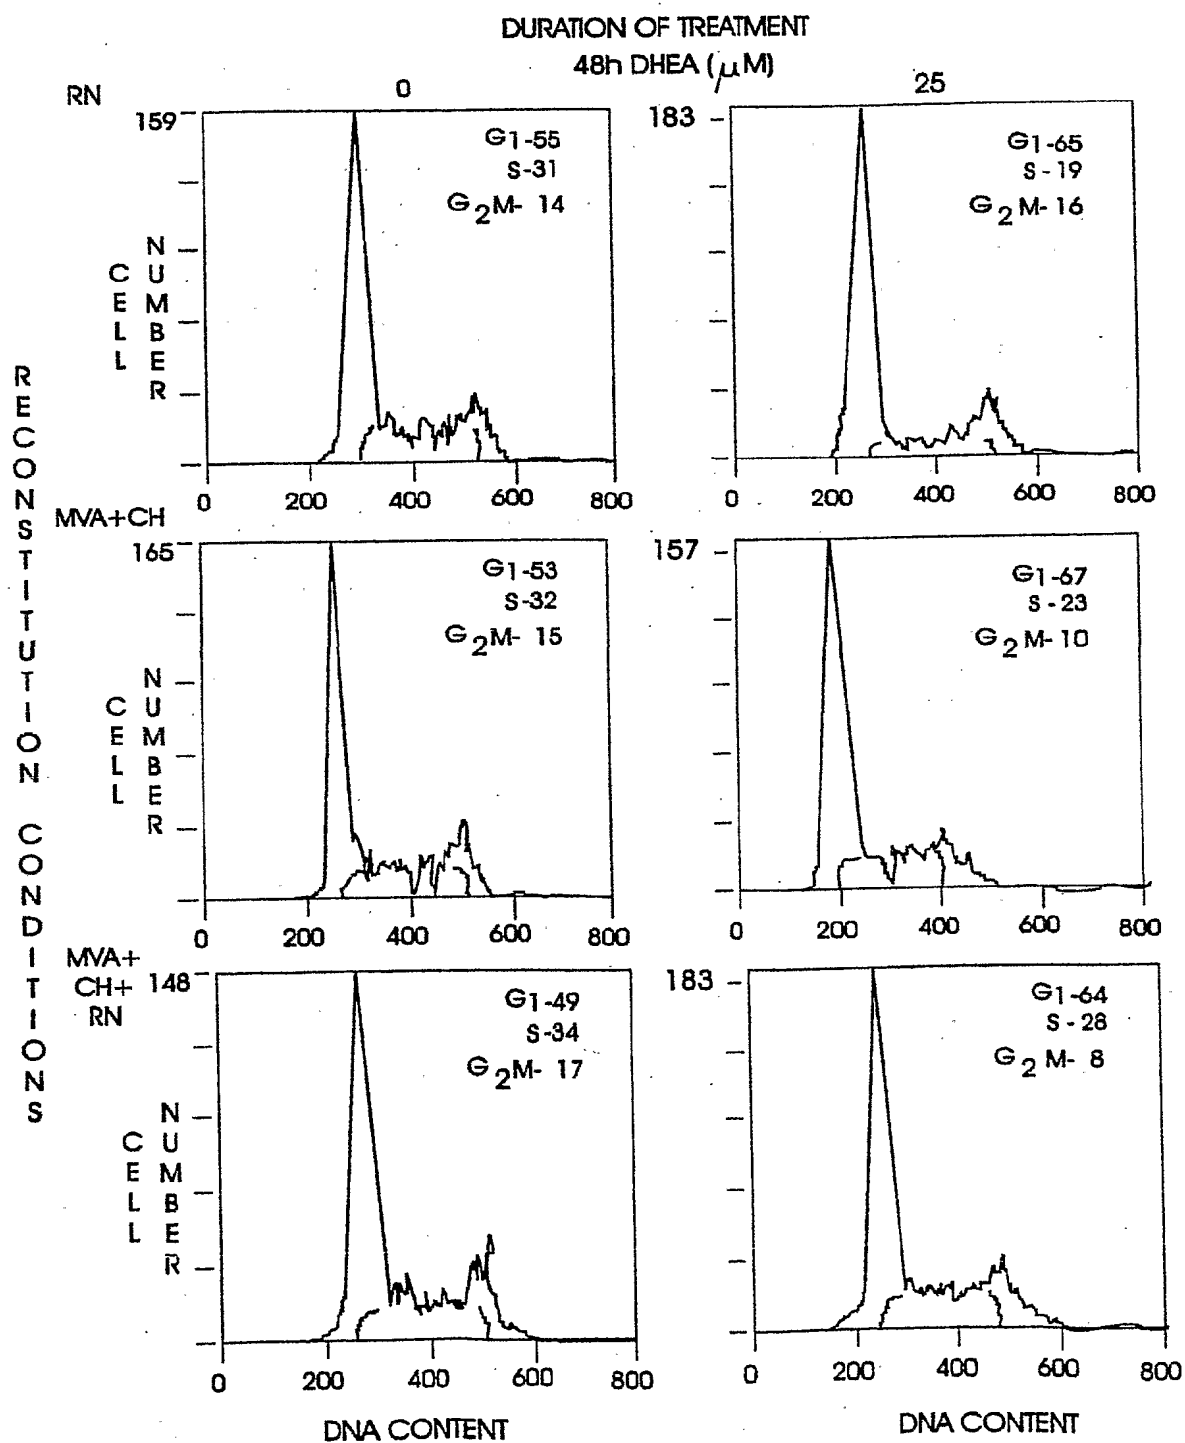 DURATION OF TREATMENT
48h DHEA (μM)
RN
0
25
159
G1-55
S-31
G2M- 14
CELL NUMBER
0 200 400 600 800
183
G1-65
S-19
G2M-16
0 200 400 600 800
RECONSTITUTION CONDITIONS
MVA+CH
165
G1-53
S-32
G2M- 15
CELL NUMBER
0 200 400 600 800
157
G1-67
S-23
G2M-10
0 200 400 600 800
MVA+
CH+
RN
148
G1-49
S-34
G2M- 17
CELL NUMBER
0 200 400 600 800
DNA CONTENT
183
G1-64
S-28
G2M- 8
0 200 400 600 800
DNA CONTENT